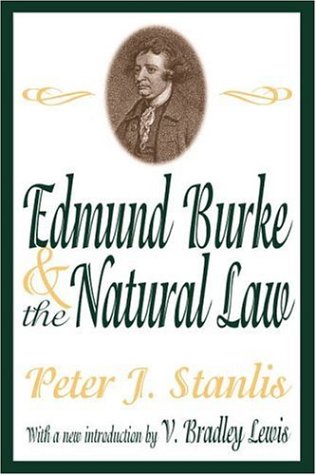 Edmund Burke
&
the Natural Law
Peter J. Stanlis
With a new introduction by V. Bradley Lewis